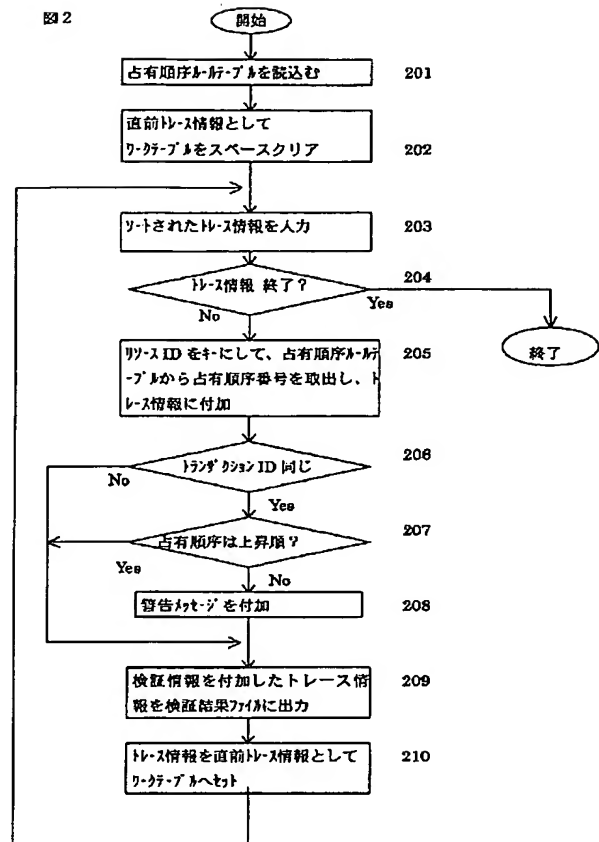 図2
開始
占有順序ﾙｰﾙﾃｰﾌﾞﾙを読込む
201
直前ﾄﾚｰｽ情報として
ﾜｰｸﾃｰﾌﾞﾙをスペースクリア
202
ｿｰﾄされたﾄﾚｰｽ情報を入力
203
ﾄﾚｰｽ情報 終了?
204
Yes
No
終了
ﾘｿｰｽ ID をｷｰにして、占有順序ﾙｰﾙﾃ
ｰﾌﾞﾙから占有順序番号を取出し、ﾄ
ﾚｰｽ情報に付加
205
ﾄﾗﾝｻﾞｸｼｮﾝ ID 同じ
206
No
Yes
占有順序は上昇順?
207
Yes
No
警告ﾒｯｾｰｼﾞを付加
208
検証情報を付加したトレース情
報を検証結果ﾌｧｲﾙに出力
209
ﾄﾚｰｽ情報を直前ﾄﾚｰｽ情報として
ﾜｰｸﾃｰﾌﾞﾙへｾｯﾄ
210